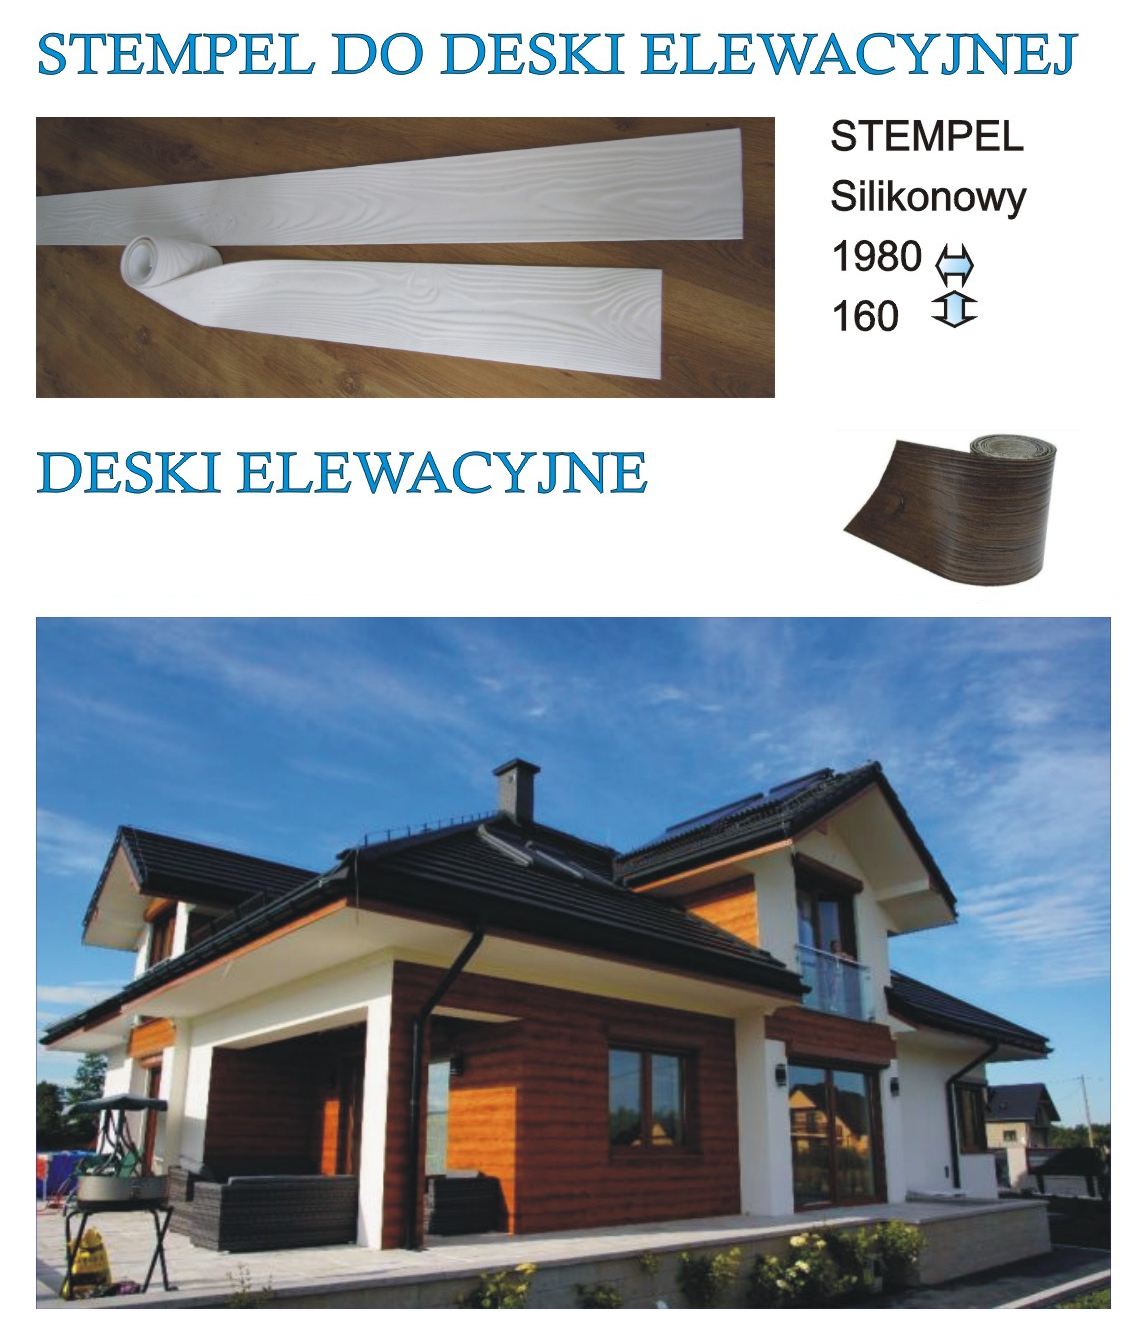 STEMPEL DO DESKI ELEWACYJNEJ
STEMPEL
Silikonowy
1980
160
DESKI ELEWACYJNE